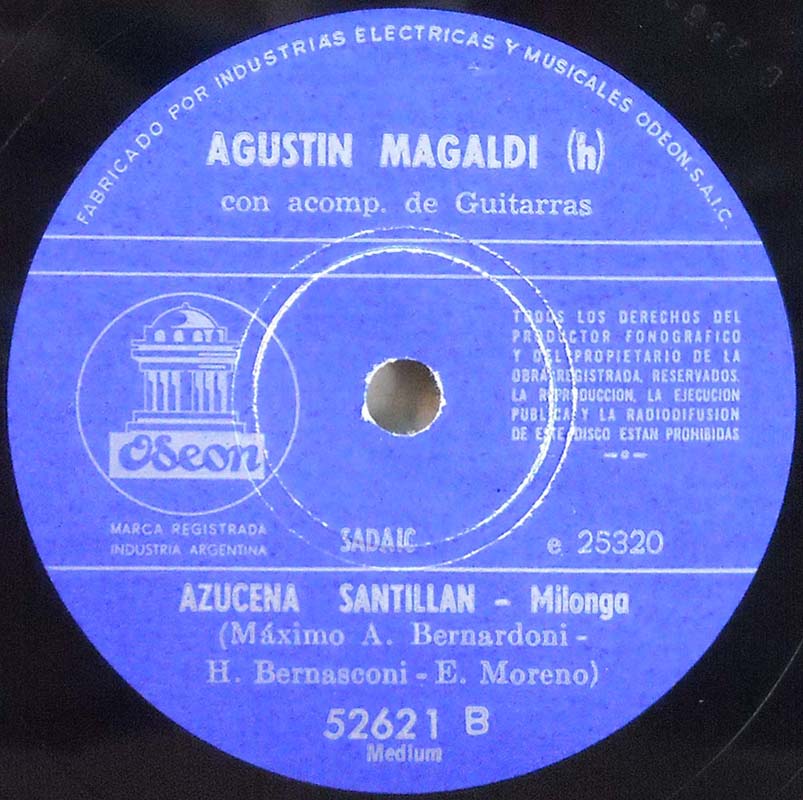 FABRICADO POR INDUSTRIAS ELECTRICAS Y MUSICALES ODEON.S.A.I.C.
AGUSTIN MAGALDI (h)
con acomp. de Guitarras
TODOS LOS DERECHOS DEL
PRODUCTOR FONOGRAFICO
Y DEL PROPIETARIO DE LA
OBRA REGISTRADA, RESERVADOS.
LA REPRODUCCION, LA EJECUCION
PUBLICA Y LA RADIODIFUSION
DE ESTE DISCO ESTAN PROHIBIDAS
Odeon
MARCA REGISTRADA
INDUSTRIA ARGENTINA
SADAIC
e 25320
AZUCENA SANTILLAN - Milonga
(Máximo A. Bernardoni -
H. Bernasconi - E. Moreno)
52621 B
Medium